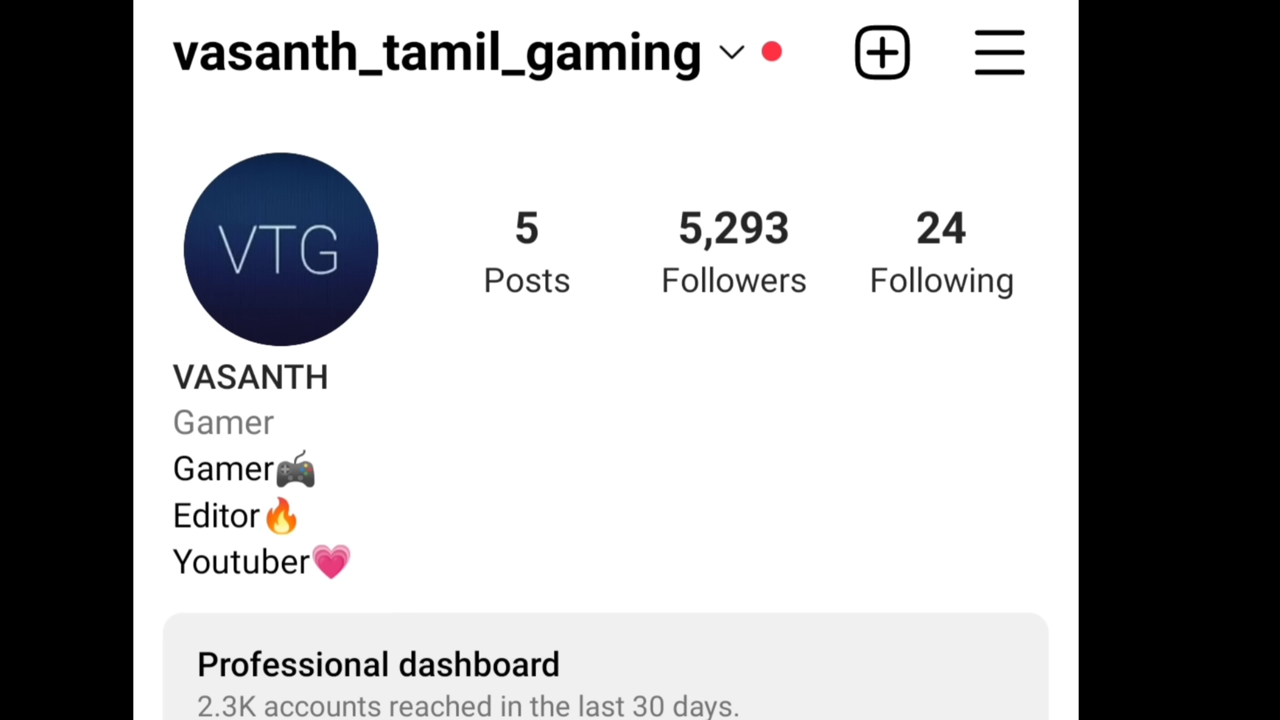 vasanth_tamil_gaming
VTG
5 5,293 24
Posts Followers Following
VASANTH
Gamer
Gamer🎮
Editor🔥
Youtuber💗
Professional dashboard
2.3K accounts reached in the last 30 days.